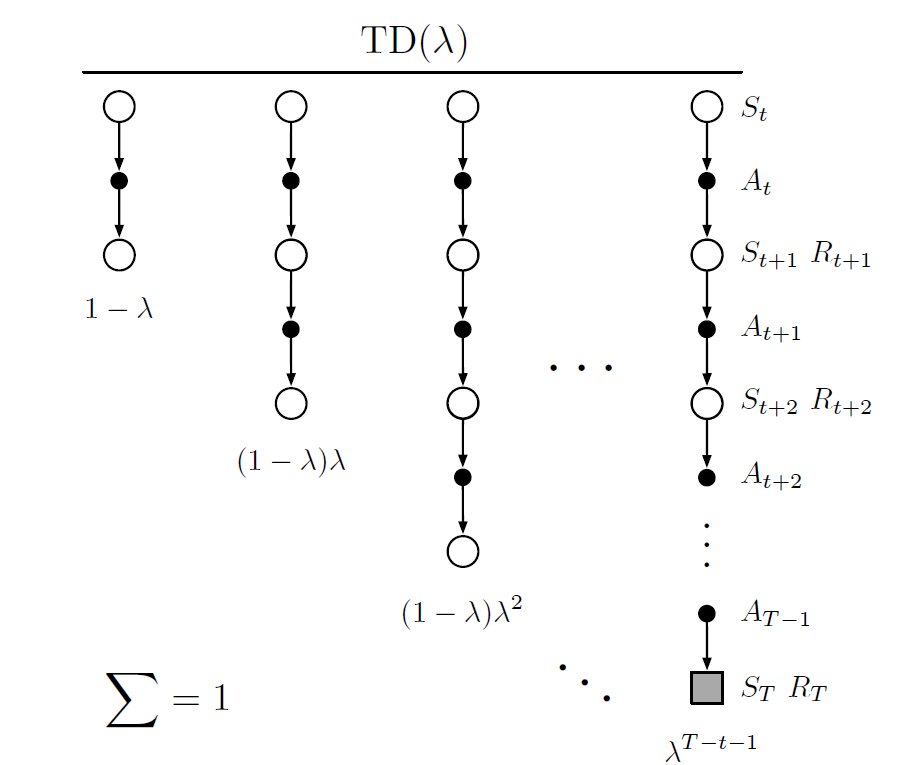 TD(λ)
S_t
A_t
S_{t+1} R_{t+1}
1 − λ
A_{t+1}
· · ·
S_{t+2} R_{t+2}
(1 − λ)λ
A_{t+2}
⋮
(1 − λ)λ^2
A_{T−1}
⋱
∑ = 1
S_T R_T
λ^{T−t−1}